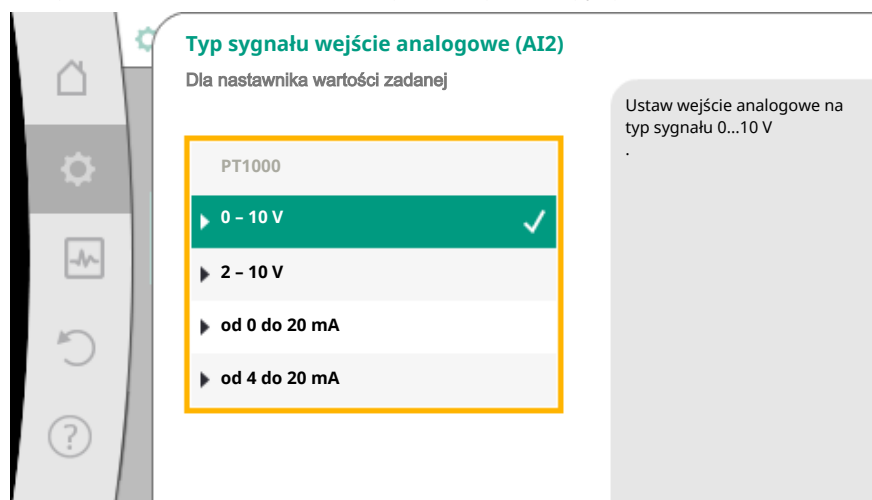 Typ sygnału wejście analogowe (AI2)
Dla nastawnika wartości zadanej
PT1000
0 – 10 V
2 – 10 V
od 0 do 20 mA
od 4 do 20 mA
Ustaw wejście analogowe na
typ sygnału 0...10 V
.
?